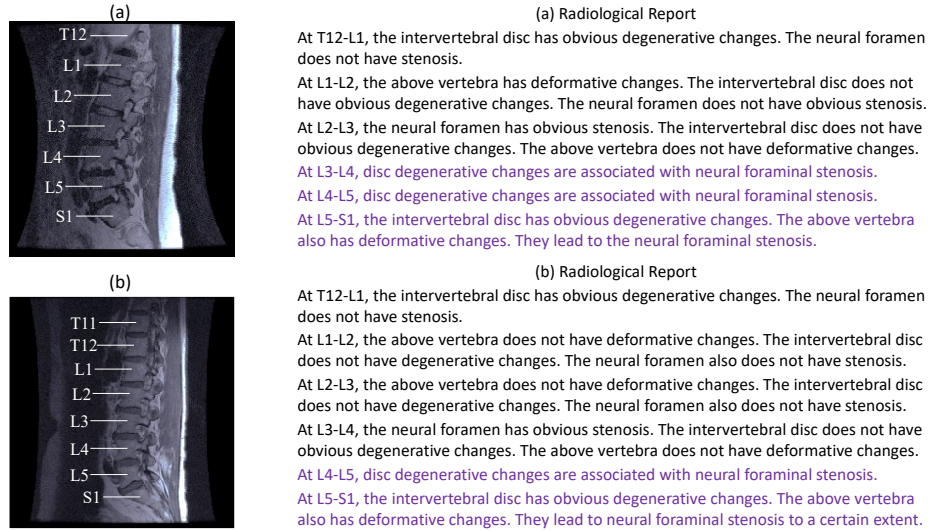 (a)
T12
L1
L2
L3
L4
L5
S1
(a) Radiological Report
At T12-L1, the intervertebral disc has obvious degenerative changes. The neural foramen
does not have stenosis.
At L1-L2, the above vertebra has deformative changes. The intervertebral disc does not
have obvious degenerative changes. The neural foramen does not have obvious stenosis.
At L2-L3, the neural foramen has obvious stenosis. The intervertebral disc does not have
obvious degenerative changes. The above vertebra does not have deformative changes.
At L3-L4, disc degenerative changes are associated with neural foraminal stenosis.
At L4-L5, disc degenerative changes are associated with neural foraminal stenosis.
At L5-S1, the intervertebral disc has obvious degenerative changes. The above vertebra
also has deformative changes. They lead to the neural foraminal stenosis.
(b)
T11
T12
L1
L2
L3
L4
L5
S1
(b) Radiological Report
At T12-L1, the intervertebral disc has obvious degenerative changes. The neural foramen
does not have stenosis.
At L1-L2, the above vertebra does not have deformative changes. The intervertebral disc
does not have degenerative changes. The neural foramen also does not have stenosis.
At L2-L3, the above vertebra does not have deformative changes. The intervertebral disc
does not have degenerative changes. The neural foramen also does not have stenosis.
At L3-L4, the neural foramen has obvious stenosis. The intervertebral disc does not have
obvious degenerative changes. The above vertebra does not have deformative changes.
At L4-L5, disc degenerative changes are associated with neural foraminal stenosis.
At L5-S1, the intervertebral disc has obvious degenerative changes. The above vertebra
also has deformative changes. They lead to neural foraminal stenosis to a certain extent.